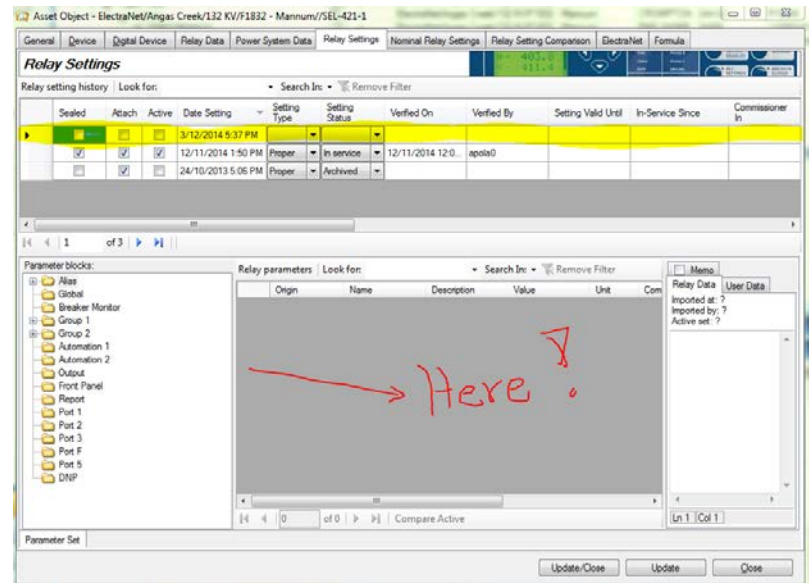 Asset Object - ElectraNet/Angas Creek/132 KV/F1832 - Mannum//SEL-421-1
General Device Digital Device Relay Data Power System Data Relay Settings Nominal Relay Settings Relay Setting Comparison ElectraNet Formula
Relay Settings
Relay setting history Look for: Search In: Remove Filter
Sealed Attach Active Date Setting Setting Type Setting Status Verified On Verified By Setting Valid Until In-Service Since Commissioner In
3/12/2014 5:37 PM
12/11/2014 1:50 PM Proper In service 12/11/2014 12:0... apola0
24/10/2013 5:06 PM Proper Archived
1 of 3
Parameter blocks:
Alias
Global
Breaker Monitor
Group 1
Group 2
Automation 1
Automation 2
Output
Front Panel
Report
Port 1
Port 2
Port 3
Port F
Port 5
DNP
Relay parameters Look for: Search In: Remove Filter
Origin Name Description Value Unit Com
Here!
0 of 0 Compare Active
Memo
Relay Data User Data
Imported at: ?
Imported by: ?
Active set: ?
Ln 1 Col 1
Parameter Set
Update/Close Update Close